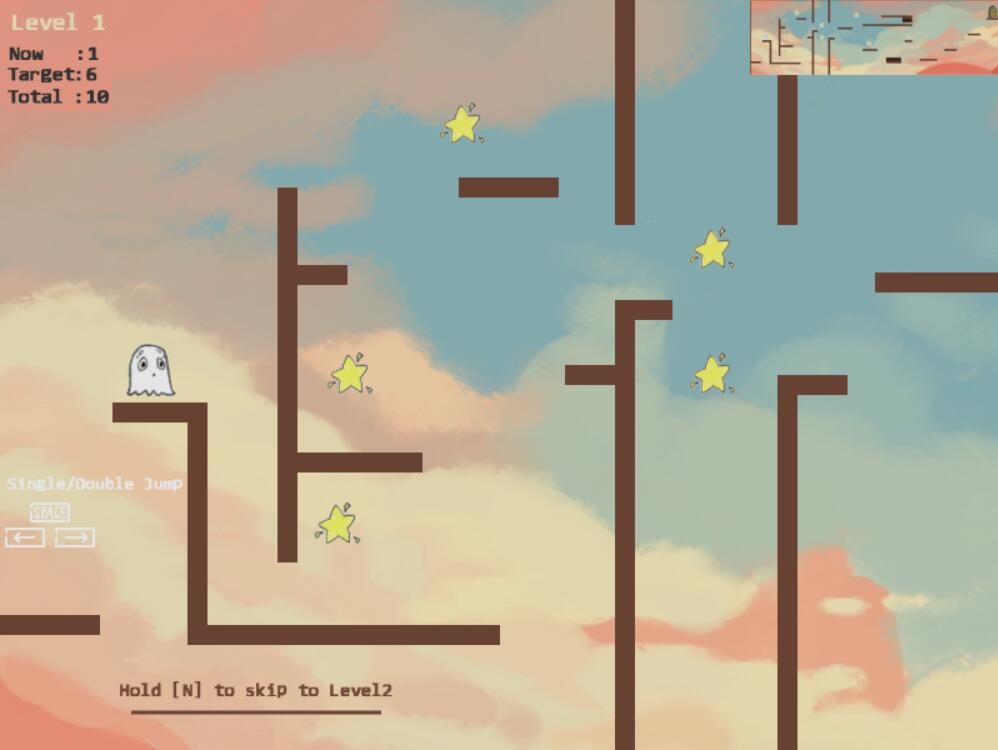 Level 1
Now   :1
Target:6
Total :10
Single/Double Jump
SPACE
← →
Hold [N] to skip to Level2